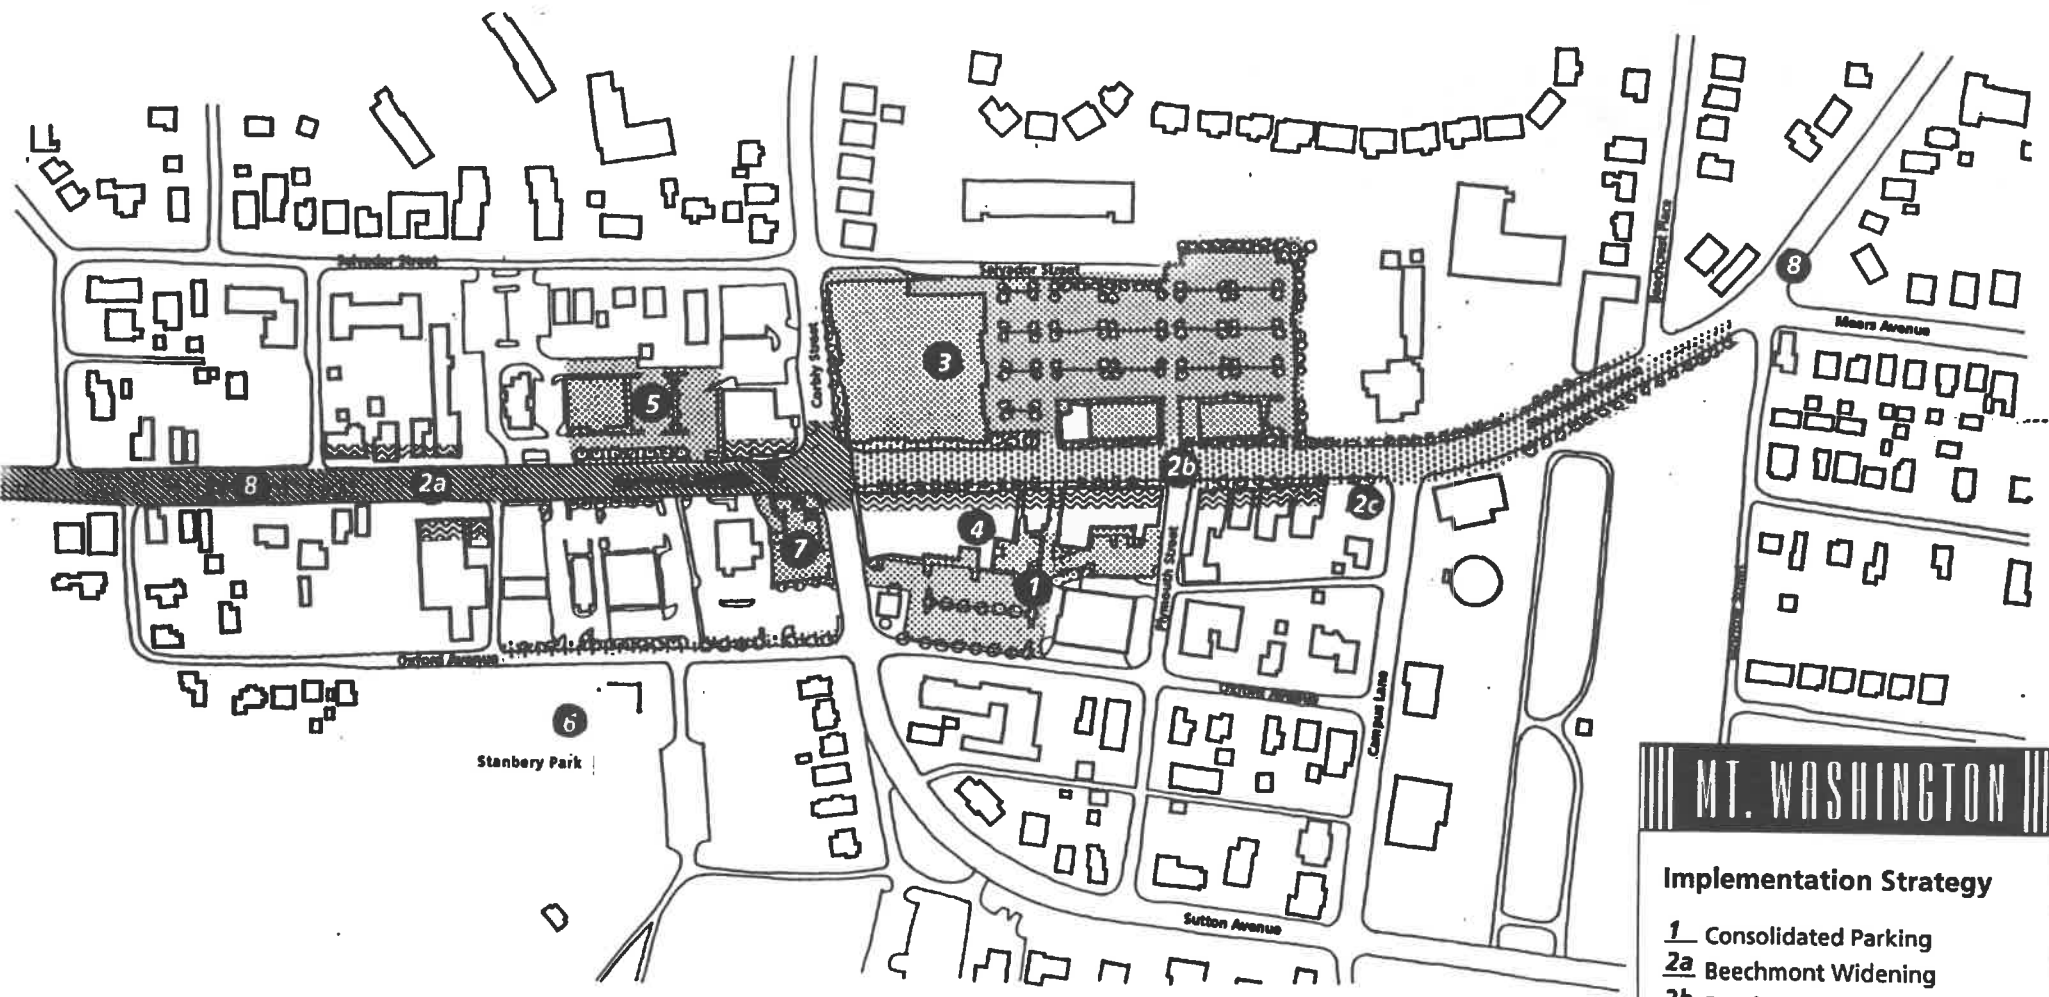 Salvador Street
Salvador Street
Corbly Street
Beechcrest Place
8
Mears Avenue
3
5
8
2a
2b
2c
4
7
1
Plymouth Street
Oxford Avenue
Oxford Avenue
Campus Lane
6
Stanbery Park
Sutton Avenue
MT. WASHINGTON
Implementation Strategy
1 Consolidated Parking
2a Beechmont Widening
2b